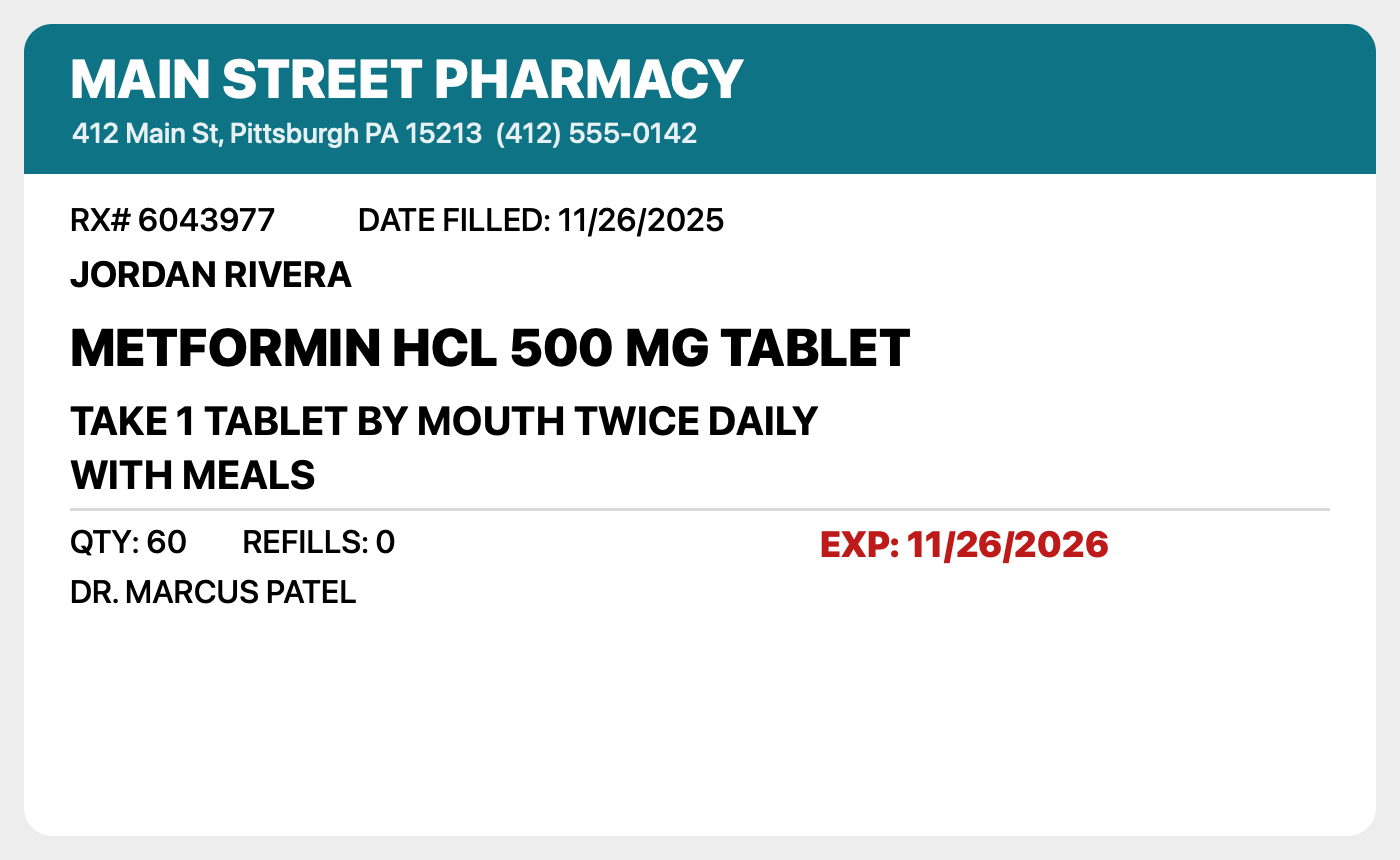 MAIN STREET PHARMACY
412 Main St, Pittsburgh PA 15213 (412) 555-0142
RX# 6043977 DATE FILLED: 11/26/2025
JORDAN RIVERA
METFORMIN HCL 500 MG TABLET
TAKE 1 TABLET BY MOUTH TWICE DAILY
WITH MEALS
QTY: 60 REFILLS: 0 EXP: 11/26/2026
DR. MARCUS PATEL